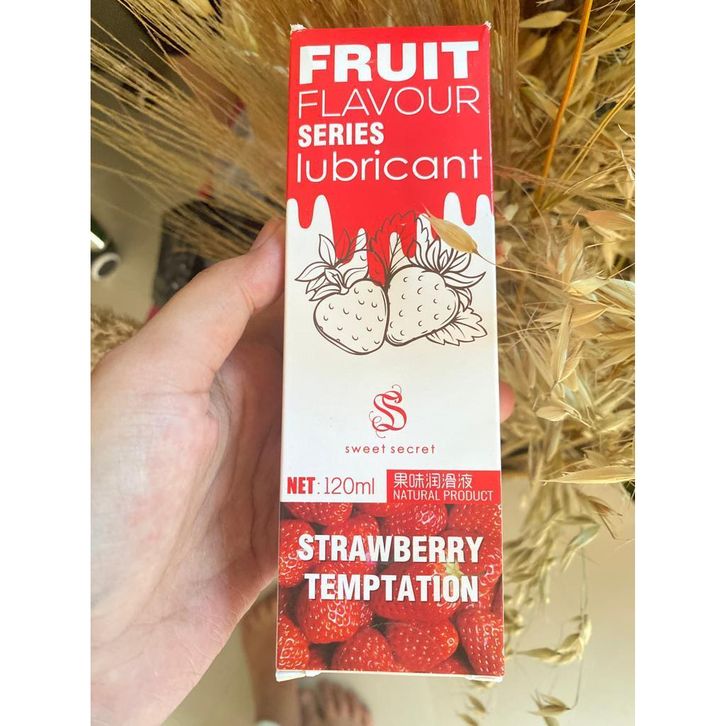 FRUIT
FLAVOUR
SERIES
lubricant
S
sweet secret
NET: 120ml
果味润滑液
NATURAL PRODUCT
STRAWBERRY
TEMPTATION